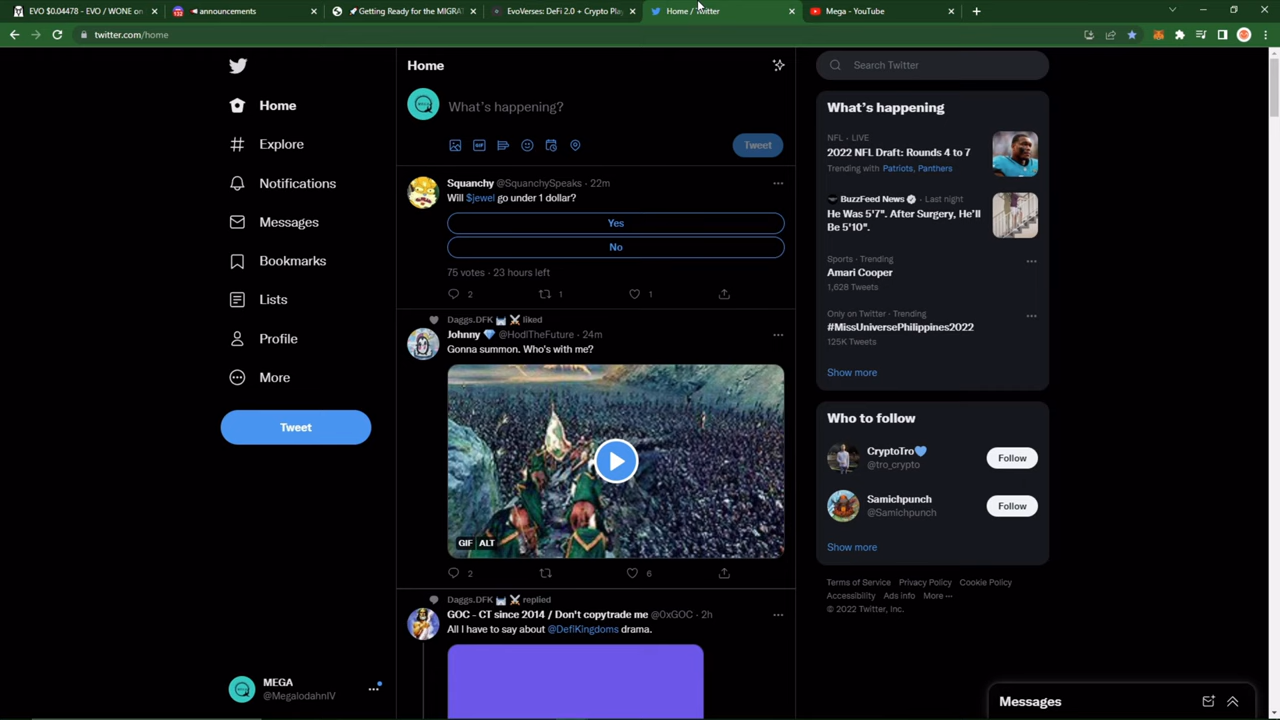 EVO $0.04478 - EVO / WONE on
132
announcements
Getting Ready for the MIGRAT
EvoVerses: DeFi 2.0 + Crypto Play
Home / Twitter
Mega - YouTube
twitter.com/home
Home
Explore
Notifications
Messages
Bookmarks
Lists
Profile
More
Tweet
MEGA
@MegalodahnIV
Home
What's happening?
GIF
Tweet
Squanchy @SquanchySpeaks · 22m
Will $jewel go under 1 dollar?
Yes
No
75 votes · 23 hours left
2 1 1
Daggs.DFK liked
Johnny @HodlTheFuture · 24m
Gonna summon. Who's with me?
GIF ALT
2 6
Daggs.DFK replied
GOC - CT since 2014 / Don't copytrade me @0xGOC · 2h
All I have to say about @DefiKingdoms drama.
Search Twitter
What's happening
NFL · LIVE
2022 NFL Draft: Rounds 4 to 7
Trending with Patriots, Panthers
BuzzFeed News · Last night
He Was 5'7". After Surgery, He'll
Be 5'10".
Sports · Trending
Amari Cooper
1,628 Tweets
Only on Twitter · Trending
#MissUniversePhilippines2022
125K Tweets
Show more
Who to follow
CryptoTro
@tro_crypto
Follow
Samichpunch
@Samichpunch
Follow
Show more
Terms of Service Privacy Policy Cookie Policy
Accessibility Ads info More ···
© 2022 Twitter, Inc.
Messages